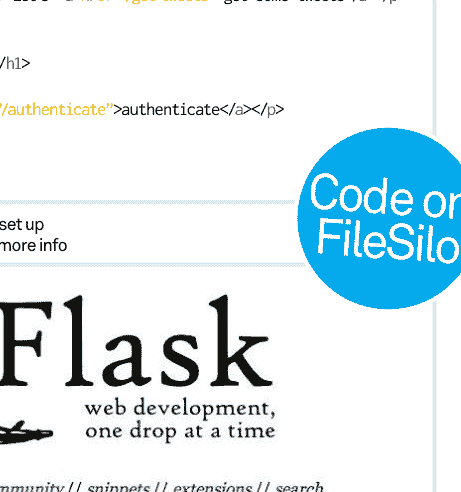 /h1>
"/authenticate">authenticate</a></p>
Code on
FileSilo
set up
more info
Flask
web development,
one drop at a time
mmunity // snippets // extensions // search